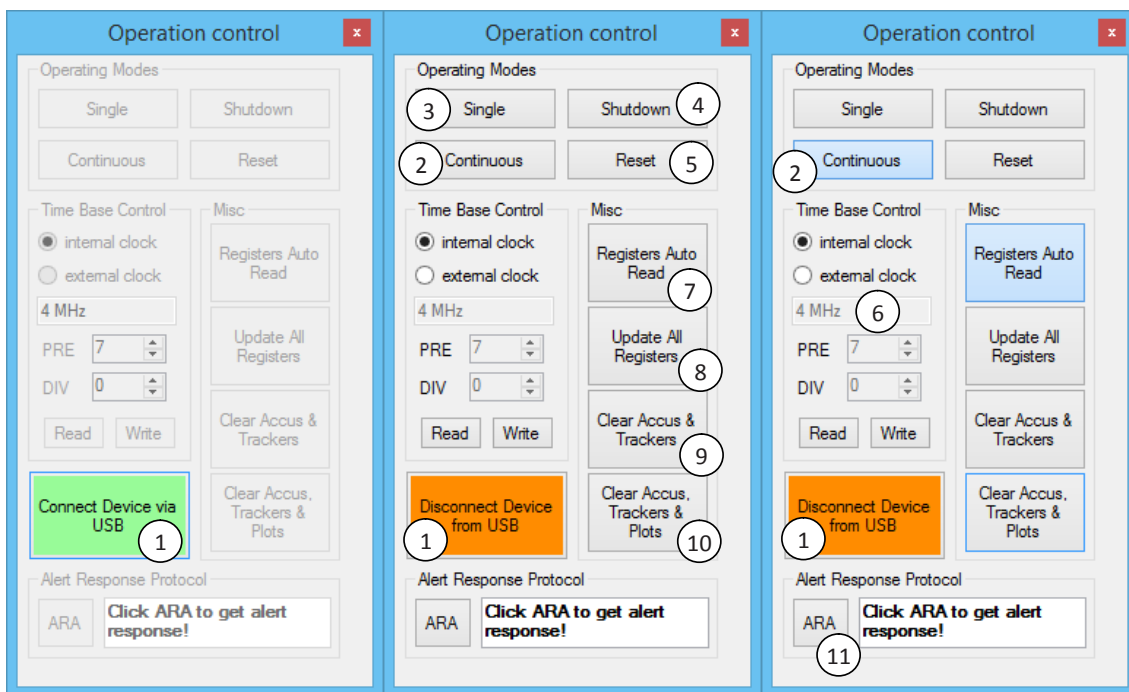 Operation control
x
Operating Modes
Single
Shutdown
Continuous
Reset
Time Base Control
Misc
internal clock
external clock
Registers Auto
Read
4 MHz
PRE
7
Update All
Registers
DIV
0
Read
Write
Clear Accus &
Trackers
Connect Device via
USB
1
Clear Accus,
Trackers &
Plots
Alert Response Protocol
ARA
Click ARA to get alert
response!
Operation control
x
Operating Modes
3
Single
Shutdown
4
2
Continuous
Reset
5
Time Base Control
Misc
internal clock
external clock
Registers Auto
Read
7
4 MHz
PRE
7
Update All
Registers
8
DIV
0
Read
Write
Clear Accus &
Trackers
9
Disconnect Device
from USB
1
Clear Accus,
Trackers &
Plots
10
Alert Response Protocol
ARA
Click ARA to get alert
response!
Operation control
x
Operating Modes
Single
Shutdown
2
Continuous
Reset
Time Base Control
Misc
internal clock
external clock
Registers Auto
Read
4 MHz
6
PRE
7
Update All
Registers
DIV
0
Read
Write
Clear Accus &
Trackers
Disconnect Device
from USB
1
Clear Accus,
Trackers &
Plots
Alert Response Protocol
ARA
11
Click ARA to get alert
response!